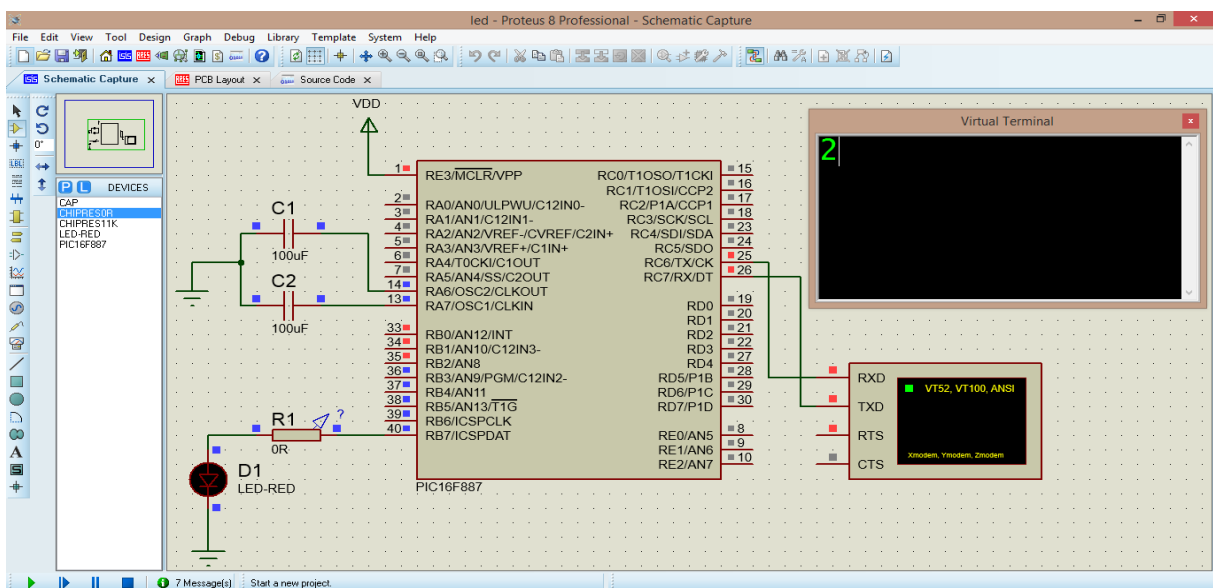 led - Proteus 8 Professional - Schematic Capture
File Edit View Tool Design Graph Debug Library Template System Help
Schematic Capture
PCB Layout
Source Code
0°
P L DEVICES
CAP
CHIPRES0R
CHIPRES11K
LED-RED
PIC16F887
VDD
1 RE3/MCLR/VPP
2 RA0/AN0/ULPWU/C12IN0-
3 RA1/AN1/C12IN1-
4 RA2/AN2/VREF-/CVREF/C2IN+
5 RA3/AN3/VREF+/C1IN+
6 RA4/T0CKI/C1OUT
7 RA5/AN4/SS/C2OUT
14 RA6/OSC2/CLKOUT
13 RA7/OSC1/CLKIN
33 RB0/AN12/INT
34 RB1/AN10/C12IN3-
35 RB2/AN8
36 RB3/AN9/PGM/C12IN2-
37 RB4/AN11
38 RB5/AN13/T1G
39 RB6/ICSPCLK
40 RB7/ICSPDAT
RC0/T1OSO/T1CKI 15
RC1/T1OSI/CCP2 16
RC2/P1A/CCP1 17
RC3/SCK/SCL 18
RC4/SDI/SDA 23
RC5/SDO 24
RC6/TX/CK 25
RC7/RX/DT 26
RD0 19
RD1 20
RD2 21
RD3 22
RD4 27
RD5/P1B 28
RD6/P1C 29
RD7/P1D 30
RE0/AN5 8
RE1/AN6 9
RE2/AN7 10
PIC16F887
C1
100uF
C2
100uF
R1
?
0R
D1
LED-RED
Virtual Terminal
2
RXD
TXD
RTS
CTS
VT52, VT100, ANSI
Xmodem, Ymodem, Zmodem
7 Message(s) Start a new project.